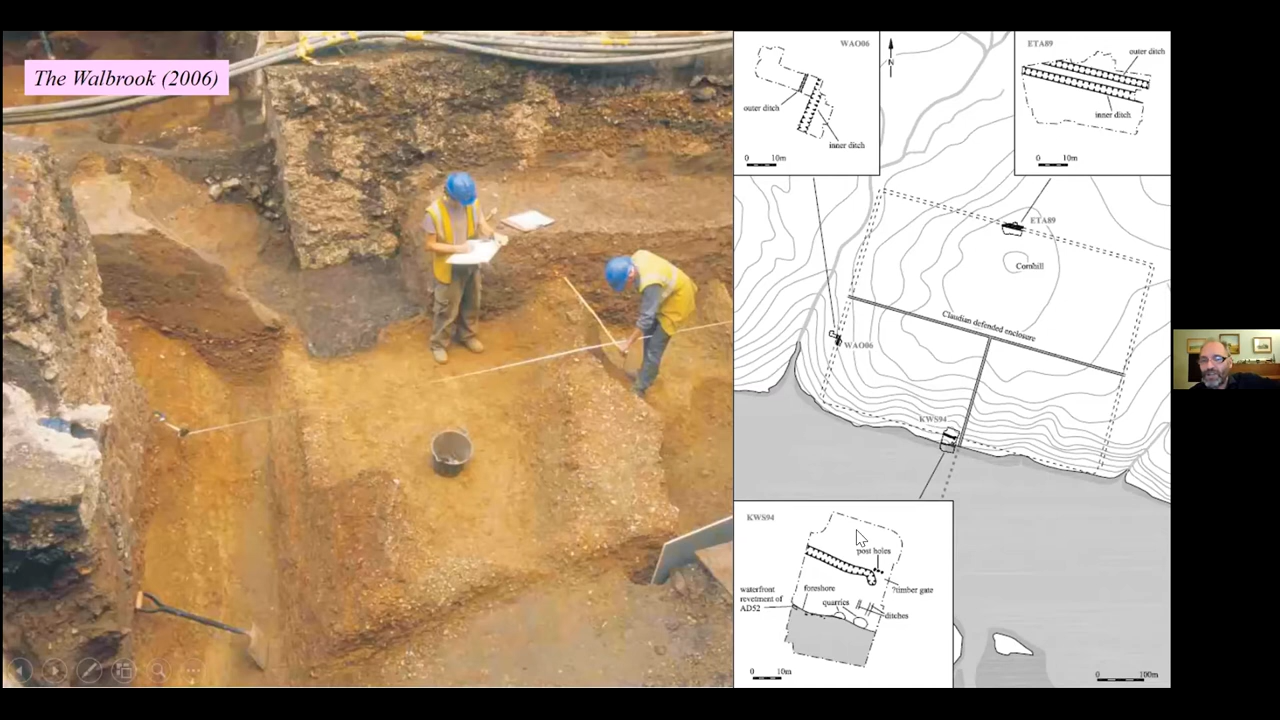 The Walbrook (2006)
WAO06
outer ditch
inner ditch
0 10m
N
ETA89
outer ditch
inner ditch
0 10m
ETA89
Cornhill
Claudian defended enclosure
WAO06
KWS94
KWS94
post holes
?timber gate
foreshore
waterfront
revetment of
AD52
quarries
ditches
0 10m
0 100m